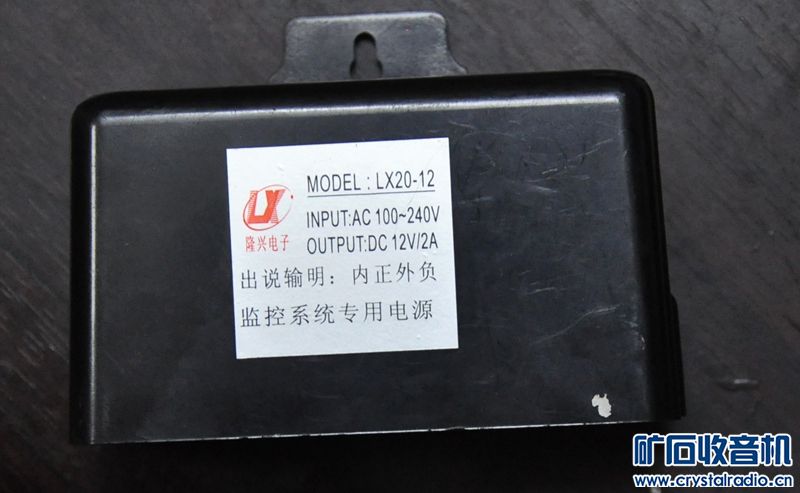 MODEL : LX20-12
LX
INPUT:AC 100~240V
隆兴电子
OUTPUT:DC 12V/2A
出说输明：内正外负
监控系统专用电源
矿石收音机
www.crystalradio.cn